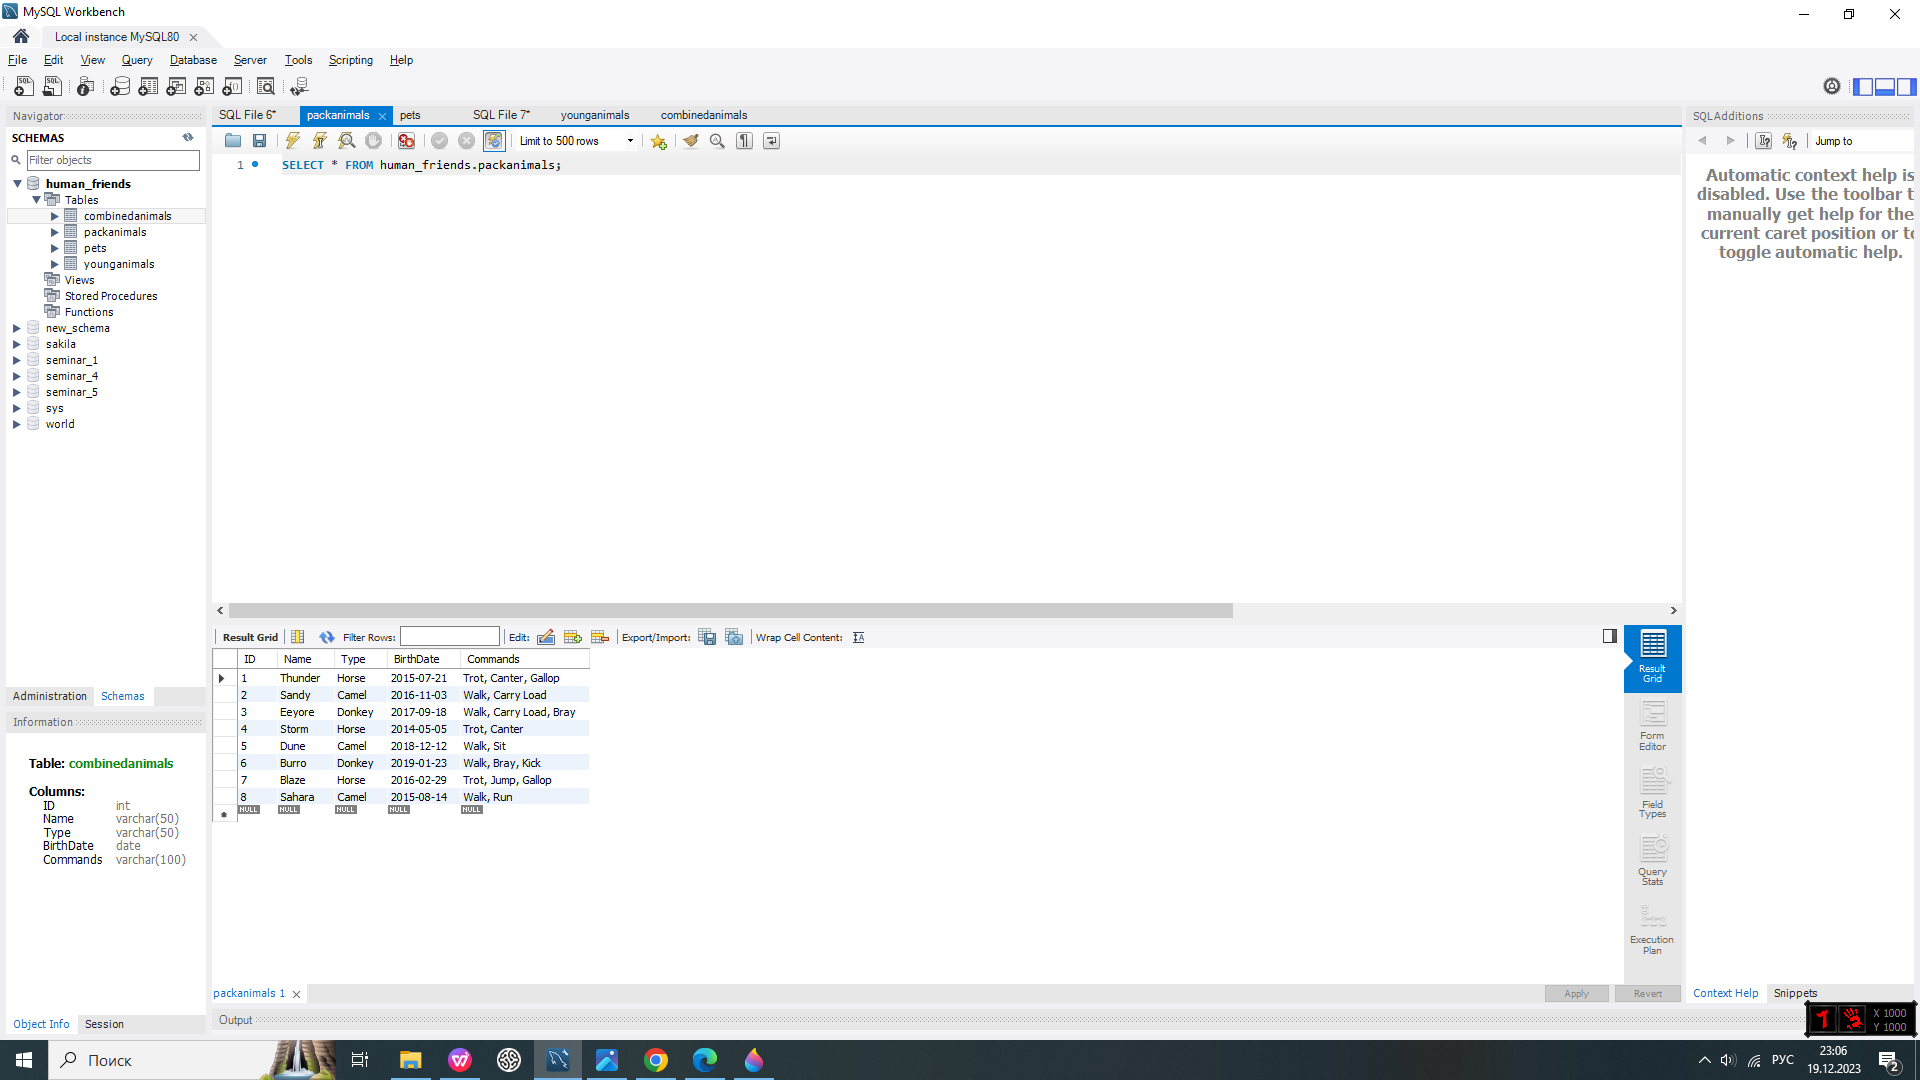 MySQL Workbench
Local instance MySQL80
File Edit View Query Database Server Tools Scripting Help
Navigator
SCHEMAS
Filter objects
human_friends
Tables
combinedanimals
packanimals
pets
younganimals
Views
Stored Procedures
Functions
new_schema
sakila
seminar_1
seminar_4
seminar_5
sys
world
Administration Schemas
Information
Table: combinedanimals
Columns:
ID int
Name varchar(50)
Type varchar(50)
BirthDate date
Commands varchar(100)
Object Info Session
SQL File 6* packanimals pets SQL File 7* younganimals combinedanimals
Limit to 500 rows
1 SELECT * FROM human_friends.packanimals;
Result Grid Filter Rows: Edit: Export/Import: Wrap Cell Content:
ID Name Type BirthDate Commands
1 Thunder Horse 2015-07-21 Trot, Canter, Gallop
2 Sandy Camel 2016-11-03 Walk, Carry Load
3 Eeyore Donkey 2017-09-18 Walk, Carry Load, Bray
4 Storm Horse 2014-05-05 Trot, Canter
5 Dune Camel 2018-12-12 Walk, Sit
6 Burro Donkey 2019-01-23 Walk, Bray, Kick
7 Blaze Horse 2016-02-29 Trot, Jump, Gallop
8 Sahara Camel 2015-08-14 Walk, Run
NULL NULL NULL NULL NULL
Result
Grid
Form
Editor
Field
Types
Query
Stats
Execution
Plan
packanimals 1
Apply Revert
Output
SQLAdditions
Jump to
Automatic context help is
disabled. Use the toolbar t
manually get help for the
current caret position or to
toggle automatic help.
Context Help Snippets
X 1000
Y 1000
Поиск
РУС
23:06
19.12.2023
2